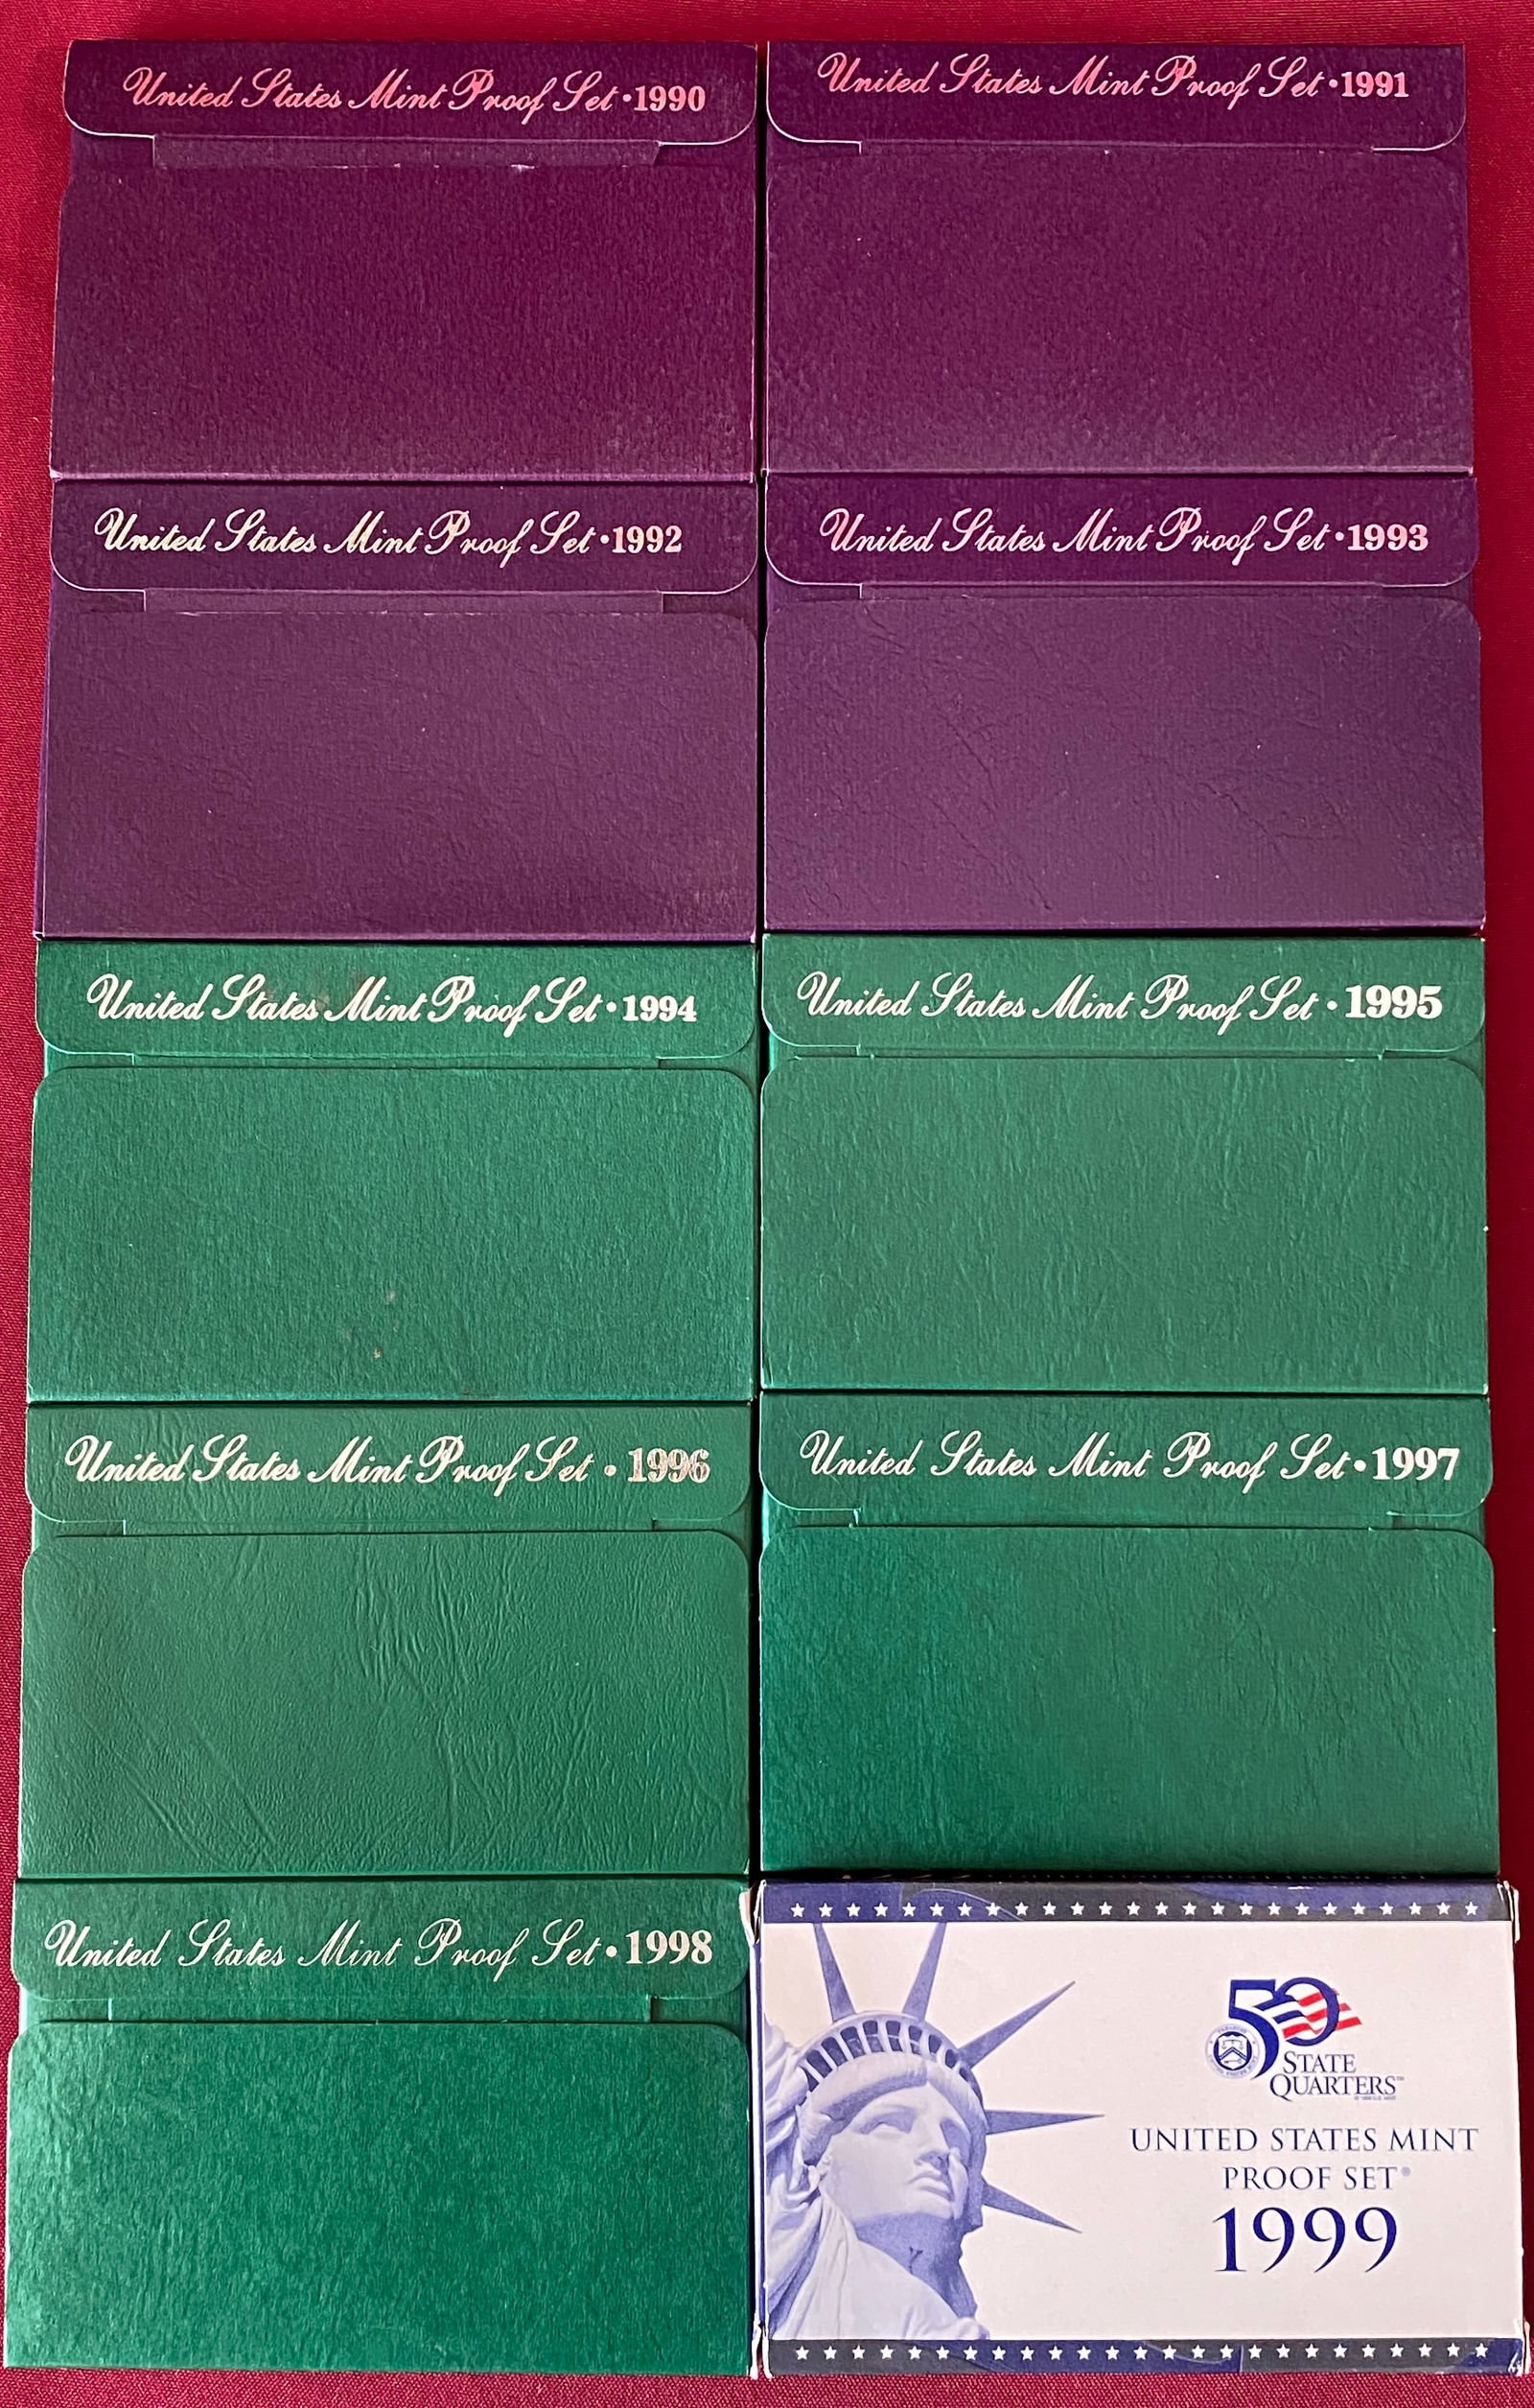 United States Mint Proof Set • 1990
United States Mint Proof Set • 1991
United States Mint Proof Set • 1992
United States Mint Proof Set • 1993
United States Mint Proof Set • 1994
United States Mint Proof Set • 1995
United States Mint Proof Set • 1996
United States Mint Proof Set • 1997
United States Mint Proof Set • 1998
50
STATE
QUARTERS™
UNITED STATES MINT
PROOF SET®
1999